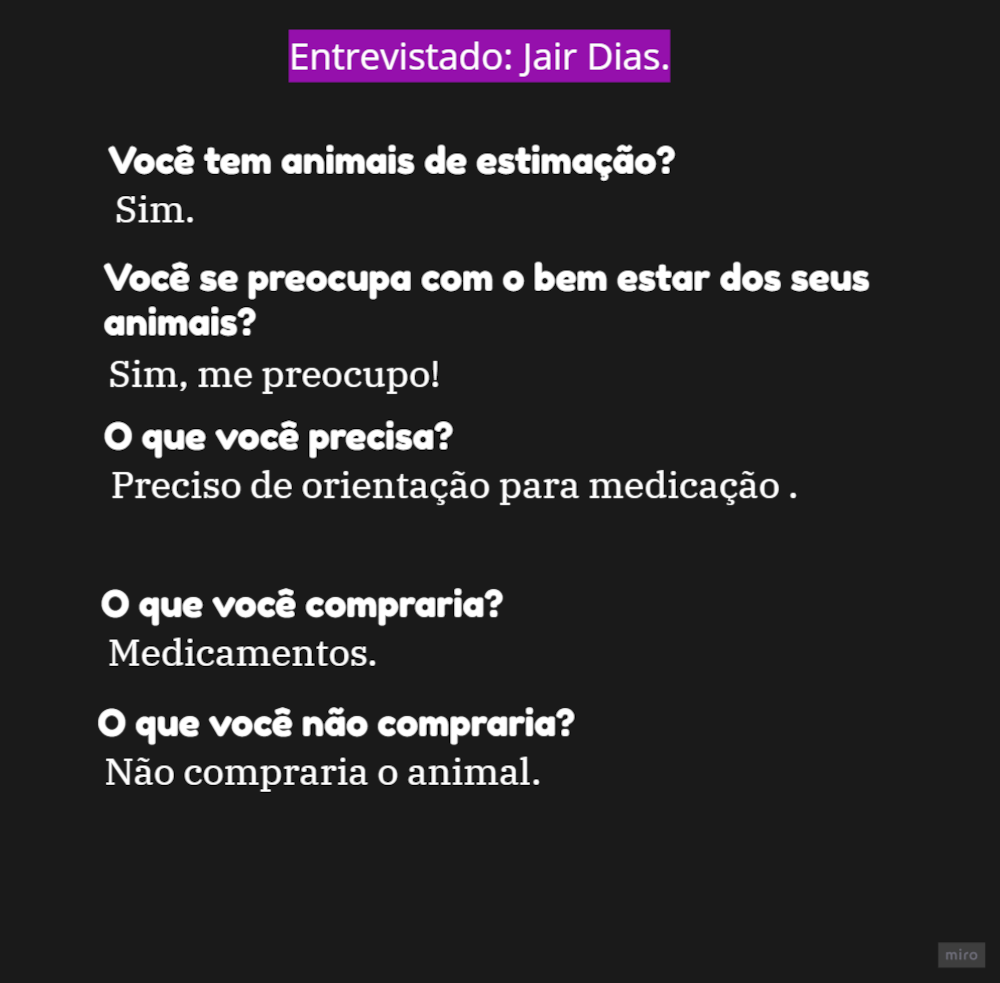 Entrevistado: Jair Dias.
Você tem animais de estimação?
Sim.
Você se preocupa com o bem estar dos seus
animais?
Sim, me preocupo!
O que você precisa?
Preciso de orientação para medicação .
O que você compraria?
Medicamentos.
O que você não compraria?
Não compraria o animal.
miro